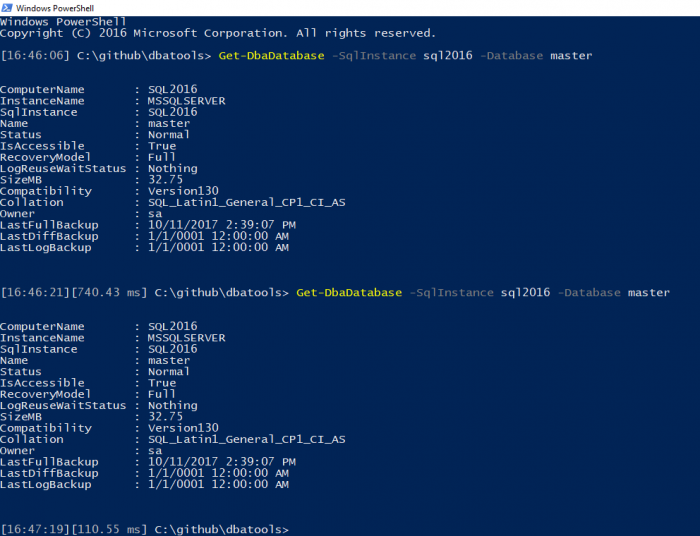 Windows PowerShell
Windows PowerShell
Copyright (C) 2016 Microsoft Corporation. All rights reserved.
[16:46:06] C:\github\dbatools> Get-DbaDatabase -SqlInstance sql2016 -Database master
ComputerName : SQL2016
InstanceName : MSSQLSERVER
SqlInstance : SQL2016
Name : master
Status : Normal
IsAccessible : True
RecoveryModel : Full
LogReuseWaitStatus : Nothing
SizeMB : 32.75
Compatibility : Version130
Collation : SQL_Latin1_General_CP1_CI_AS
Owner : sa
LastFullBackup : 10/11/2017 2:39:07 PM
LastDiffBackup : 1/1/0001 12:00:00 AM
LastLogBackup : 1/1/0001 12:00:00 AM
[16:46:21][740.43 ms] C:\github\dbatools> Get-DbaDatabase -SqlInstance sql2016 -Database master
ComputerName : SQL2016
InstanceName : MSSQLSERVER
SqlInstance : SQL2016
Name : master
Status : Normal
IsAccessible : True
RecoveryModel : Full
LogReuseWaitStatus : Nothing
SizeMB : 32.75
Compatibility : Version130
Collation : SQL_Latin1_General_CP1_CI_AS
Owner : sa
LastFullBackup : 10/11/2017 2:39:07 PM
LastDiffBackup : 1/1/0001 12:00:00 AM
LastLogBackup : 1/1/0001 12:00:00 AM
[16:47:19][110.55 ms] C:\github\dbatools>